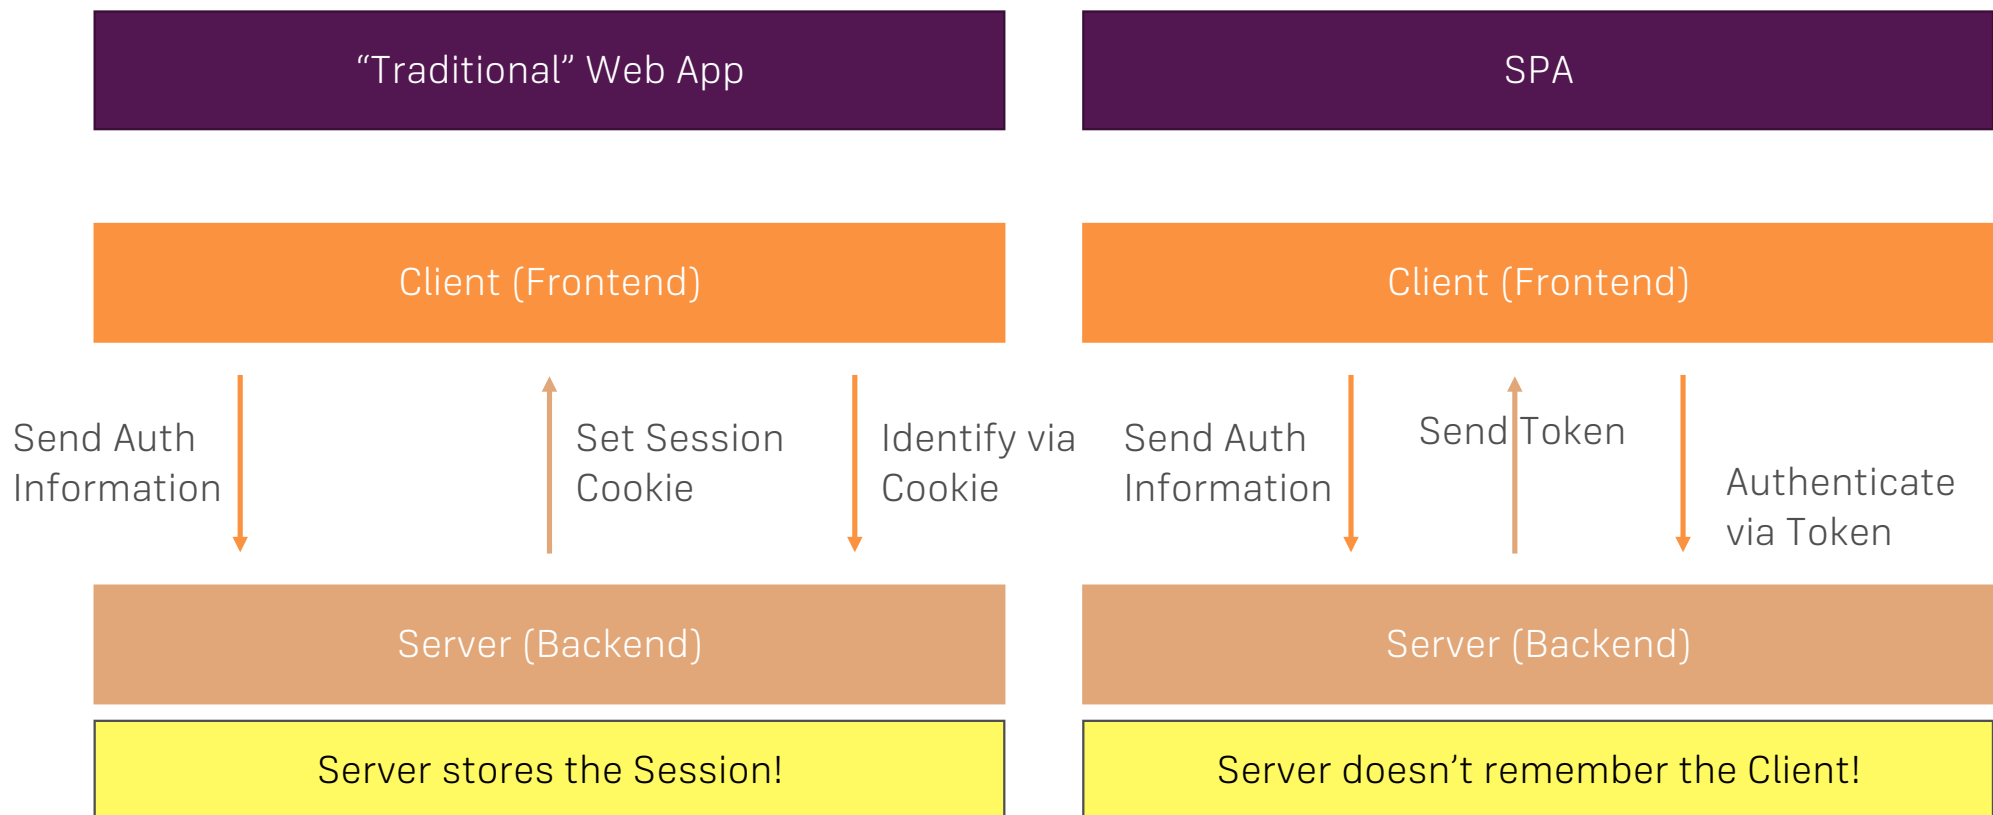 “Traditional” Web App
SPA
Client (Frontend)
Client (Frontend)
Send Auth
Information
Set Session
Cookie
Identify via
Cookie
Send Auth
Information
Send Token
Authenticate
via Token
Server (Backend)
Server (Backend)
Server stores the Session!
Server doesn’t remember the Client!